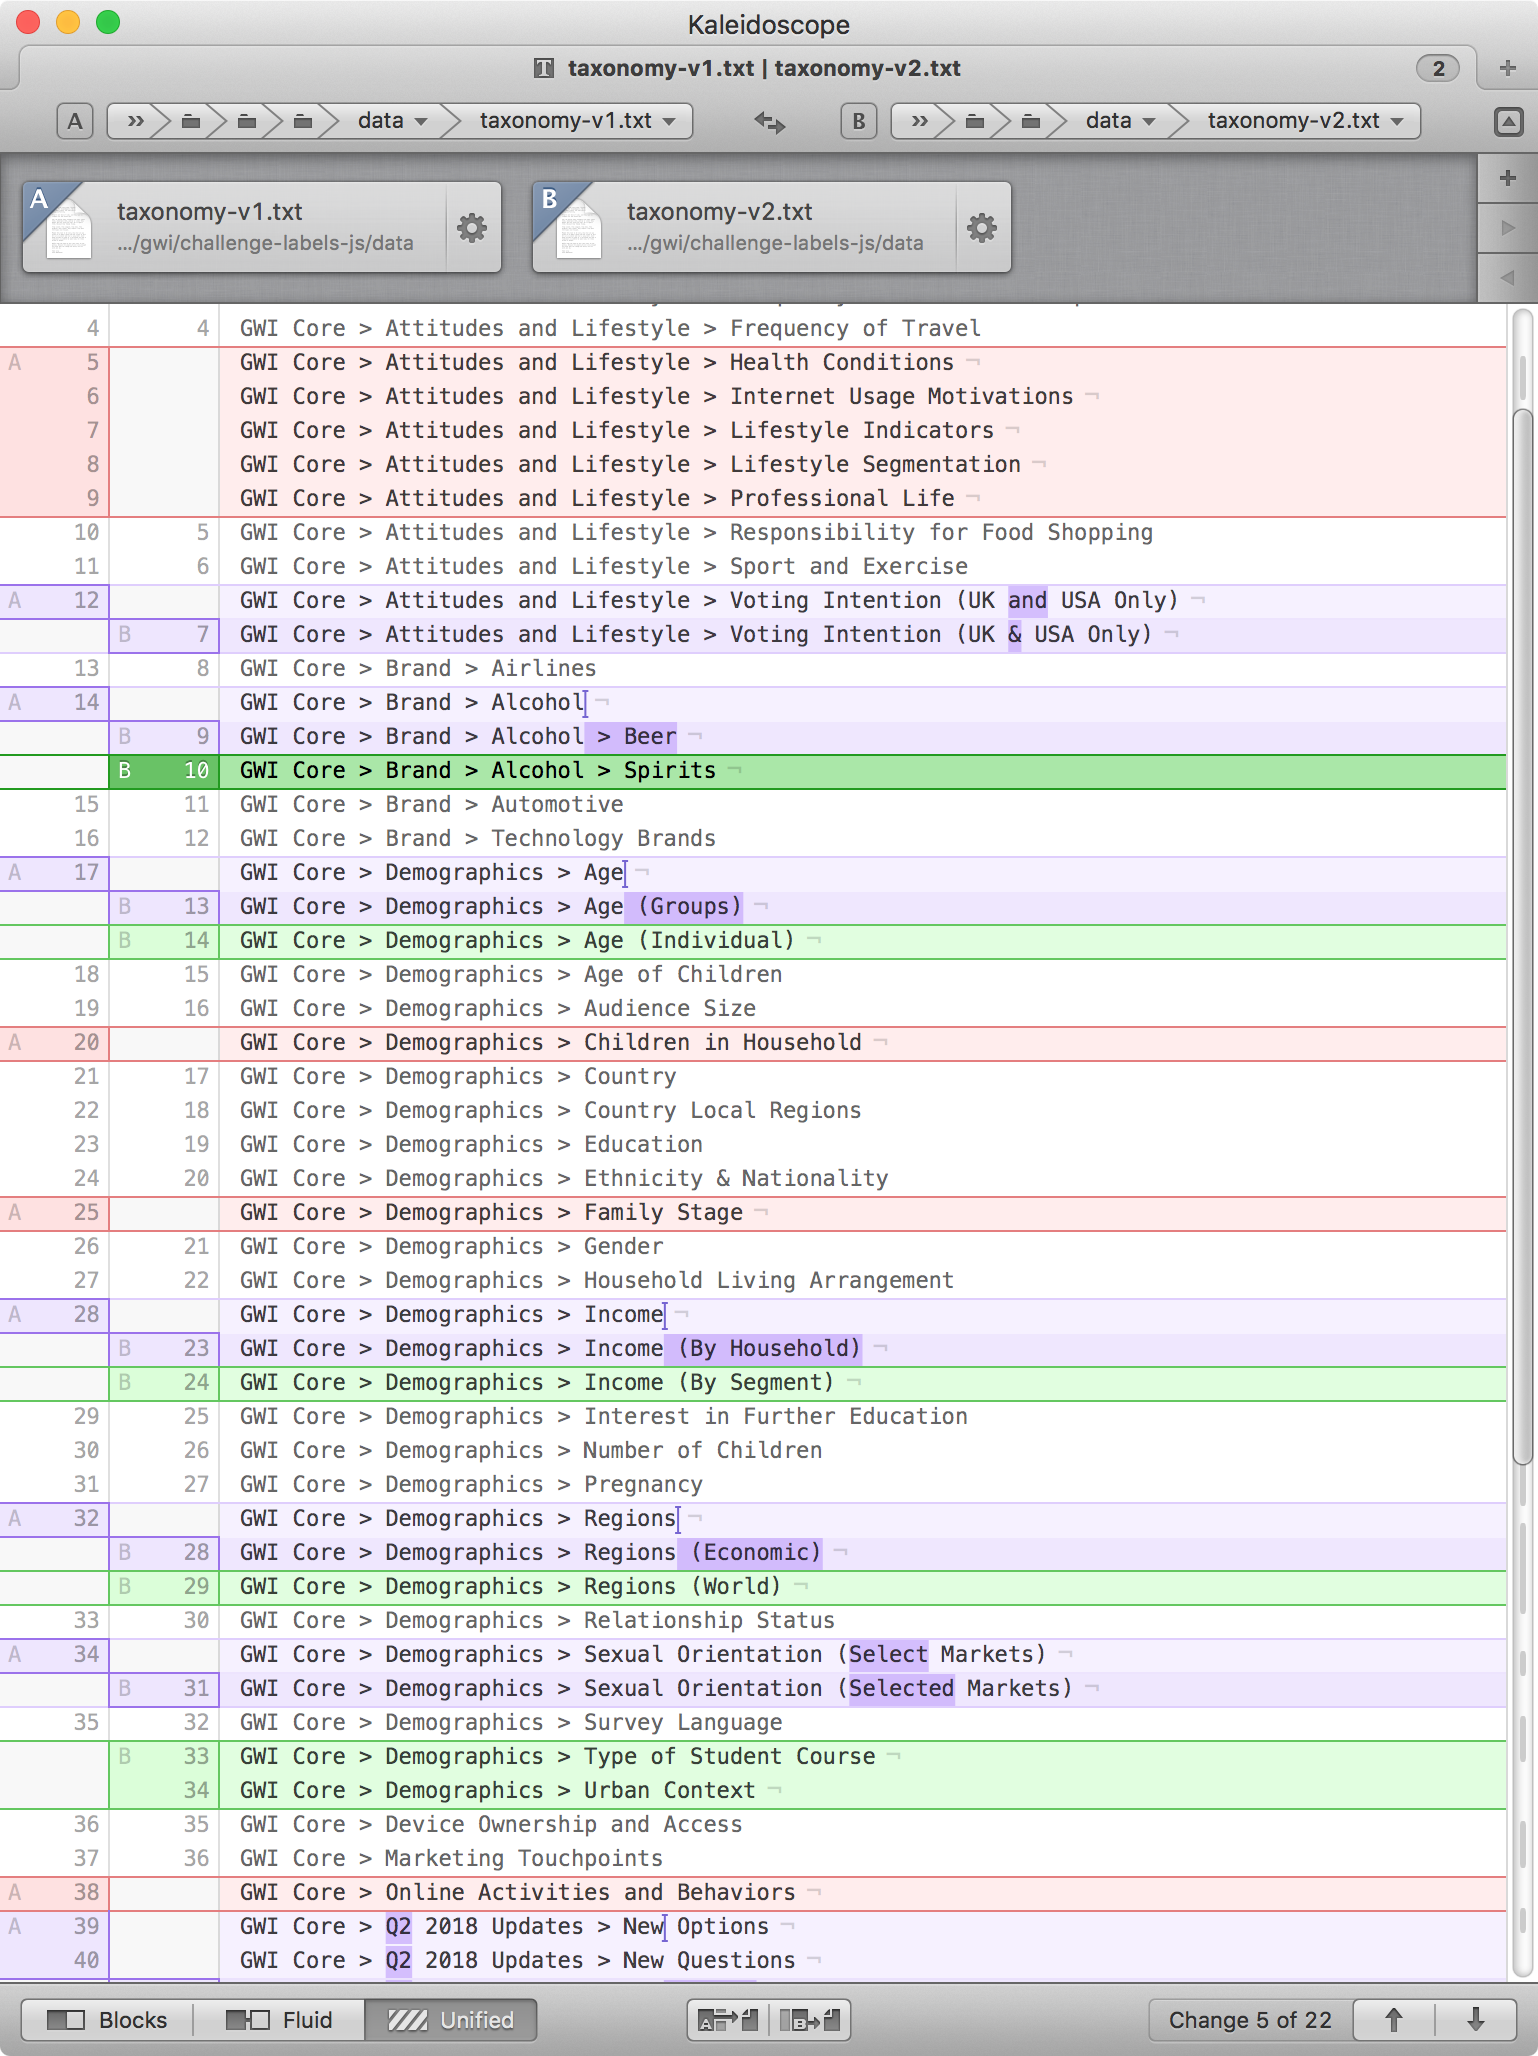 Kaleidoscope
taxonomy-v1.txt | taxonomy-v2.txt
2
A » data taxonomy-v1.txt B » data taxonomy-v2.txt
A taxonomy-v1.txt
.../gwi/challenge-labels-js/data
B taxonomy-v2.txt
.../gwi/challenge-labels-js/data
4 4 GWI Core > Attitudes and Lifestyle > Frequency of Travel
A 5 GWI Core > Attitudes and Lifestyle > Health Conditions ¬
6 GWI Core > Attitudes and Lifestyle > Internet Usage Motivations ¬
7 GWI Core > Attitudes and Lifestyle > Lifestyle Indicators ¬
8 GWI Core > Attitudes and Lifestyle > Lifestyle Segmentation ¬
9 GWI Core > Attitudes and Lifestyle > Professional Life ¬
10 5 GWI Core > Attitudes and Lifestyle > Responsibility for Food Shopping
11 6 GWI Core > Attitudes and Lifestyle > Sport and Exercise
A 12 GWI Core > Attitudes and Lifestyle > Voting Intention (UK and USA Only) ¬
B 7 GWI Core > Attitudes and Lifestyle > Voting Intention (UK & USA Only) ¬
13 8 GWI Core > Brand > Airlines
A 14 GWI Core > Brand > Alcohol ¬
B 9 GWI Core > Brand > Alcohol > Beer ¬
B 10 GWI Core > Brand > Alcohol > Spirits ¬
15 11 GWI Core > Brand > Automotive
16 12 GWI Core > Brand > Technology Brands
A 17 GWI Core > Demographics > Age ¬
B 13 GWI Core > Demographics > Age (Groups) ¬
B 14 GWI Core > Demographics > Age (Individual) ¬
18 15 GWI Core > Demographics > Age of Children
19 16 GWI Core > Demographics > Audience Size
A 20 GWI Core > Demographics > Children in Household ¬
21 17 GWI Core > Demographics > Country
22 18 GWI Core > Demographics > Country Local Regions
23 19 GWI Core > Demographics > Education
24 20 GWI Core > Demographics > Ethnicity & Nationality
A 25 GWI Core > Demographics > Family Stage ¬
26 21 GWI Core > Demographics > Gender
27 22 GWI Core > Demographics > Household Living Arrangement
A 28 GWI Core > Demographics > Income ¬
B 23 GWI Core > Demographics > Income (By Household) ¬
B 24 GWI Core > Demographics > Income (By Segment) ¬
29 25 GWI Core > Demographics > Interest in Further Education
30 26 GWI Core > Demographics > Number of Children
31 27 GWI Core > Demographics > Pregnancy
A 32 GWI Core > Demographics > Regions ¬
B 28 GWI Core > Demographics > Regions (Economic) ¬
B 29 GWI Core > Demographics > Regions (World) ¬
33 30 GWI Core > Demographics > Relationship Status
A 34 GWI Core > Demographics > Sexual Orientation (Select Markets) ¬
B 31 GWI Core > Demographics > Sexual Orientation (Selected Markets) ¬
35 32 GWI Core > Demographics > Survey Language
B 33 GWI Core > Demographics > Type of Student Course ¬
34 GWI Core > Demographics > Urban Context ¬
36 35 GWI Core > Device Ownership and Access
37 36 GWI Core > Marketing Touchpoints
A 38 GWI Core > Online Activities and Behaviors ¬
A 39 GWI Core > Q2 2018 Updates > New Options ¬
40 GWI Core > Q2 2018 Updates > New Questions ¬
Blocks Fluid Unified A B Change 5 of 22